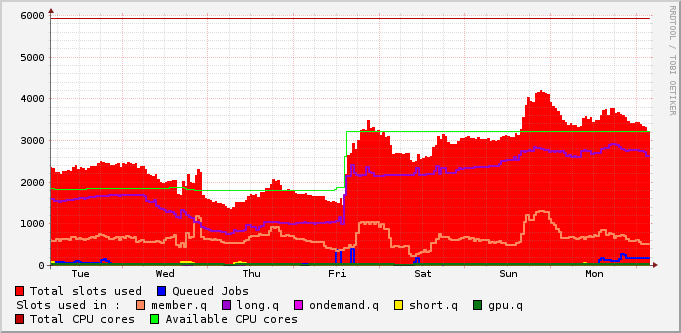 6000
5000
4000
3000
2000
1000
0
Tue Wed Thu Fri Sat Sun Mon
RRDTOOL / TOBI OETIKER
Total slots used Queued Jobs
Slots used in : member.q long.q ondemand.q short.q gpu.q
Total CPU cores Available CPU cores